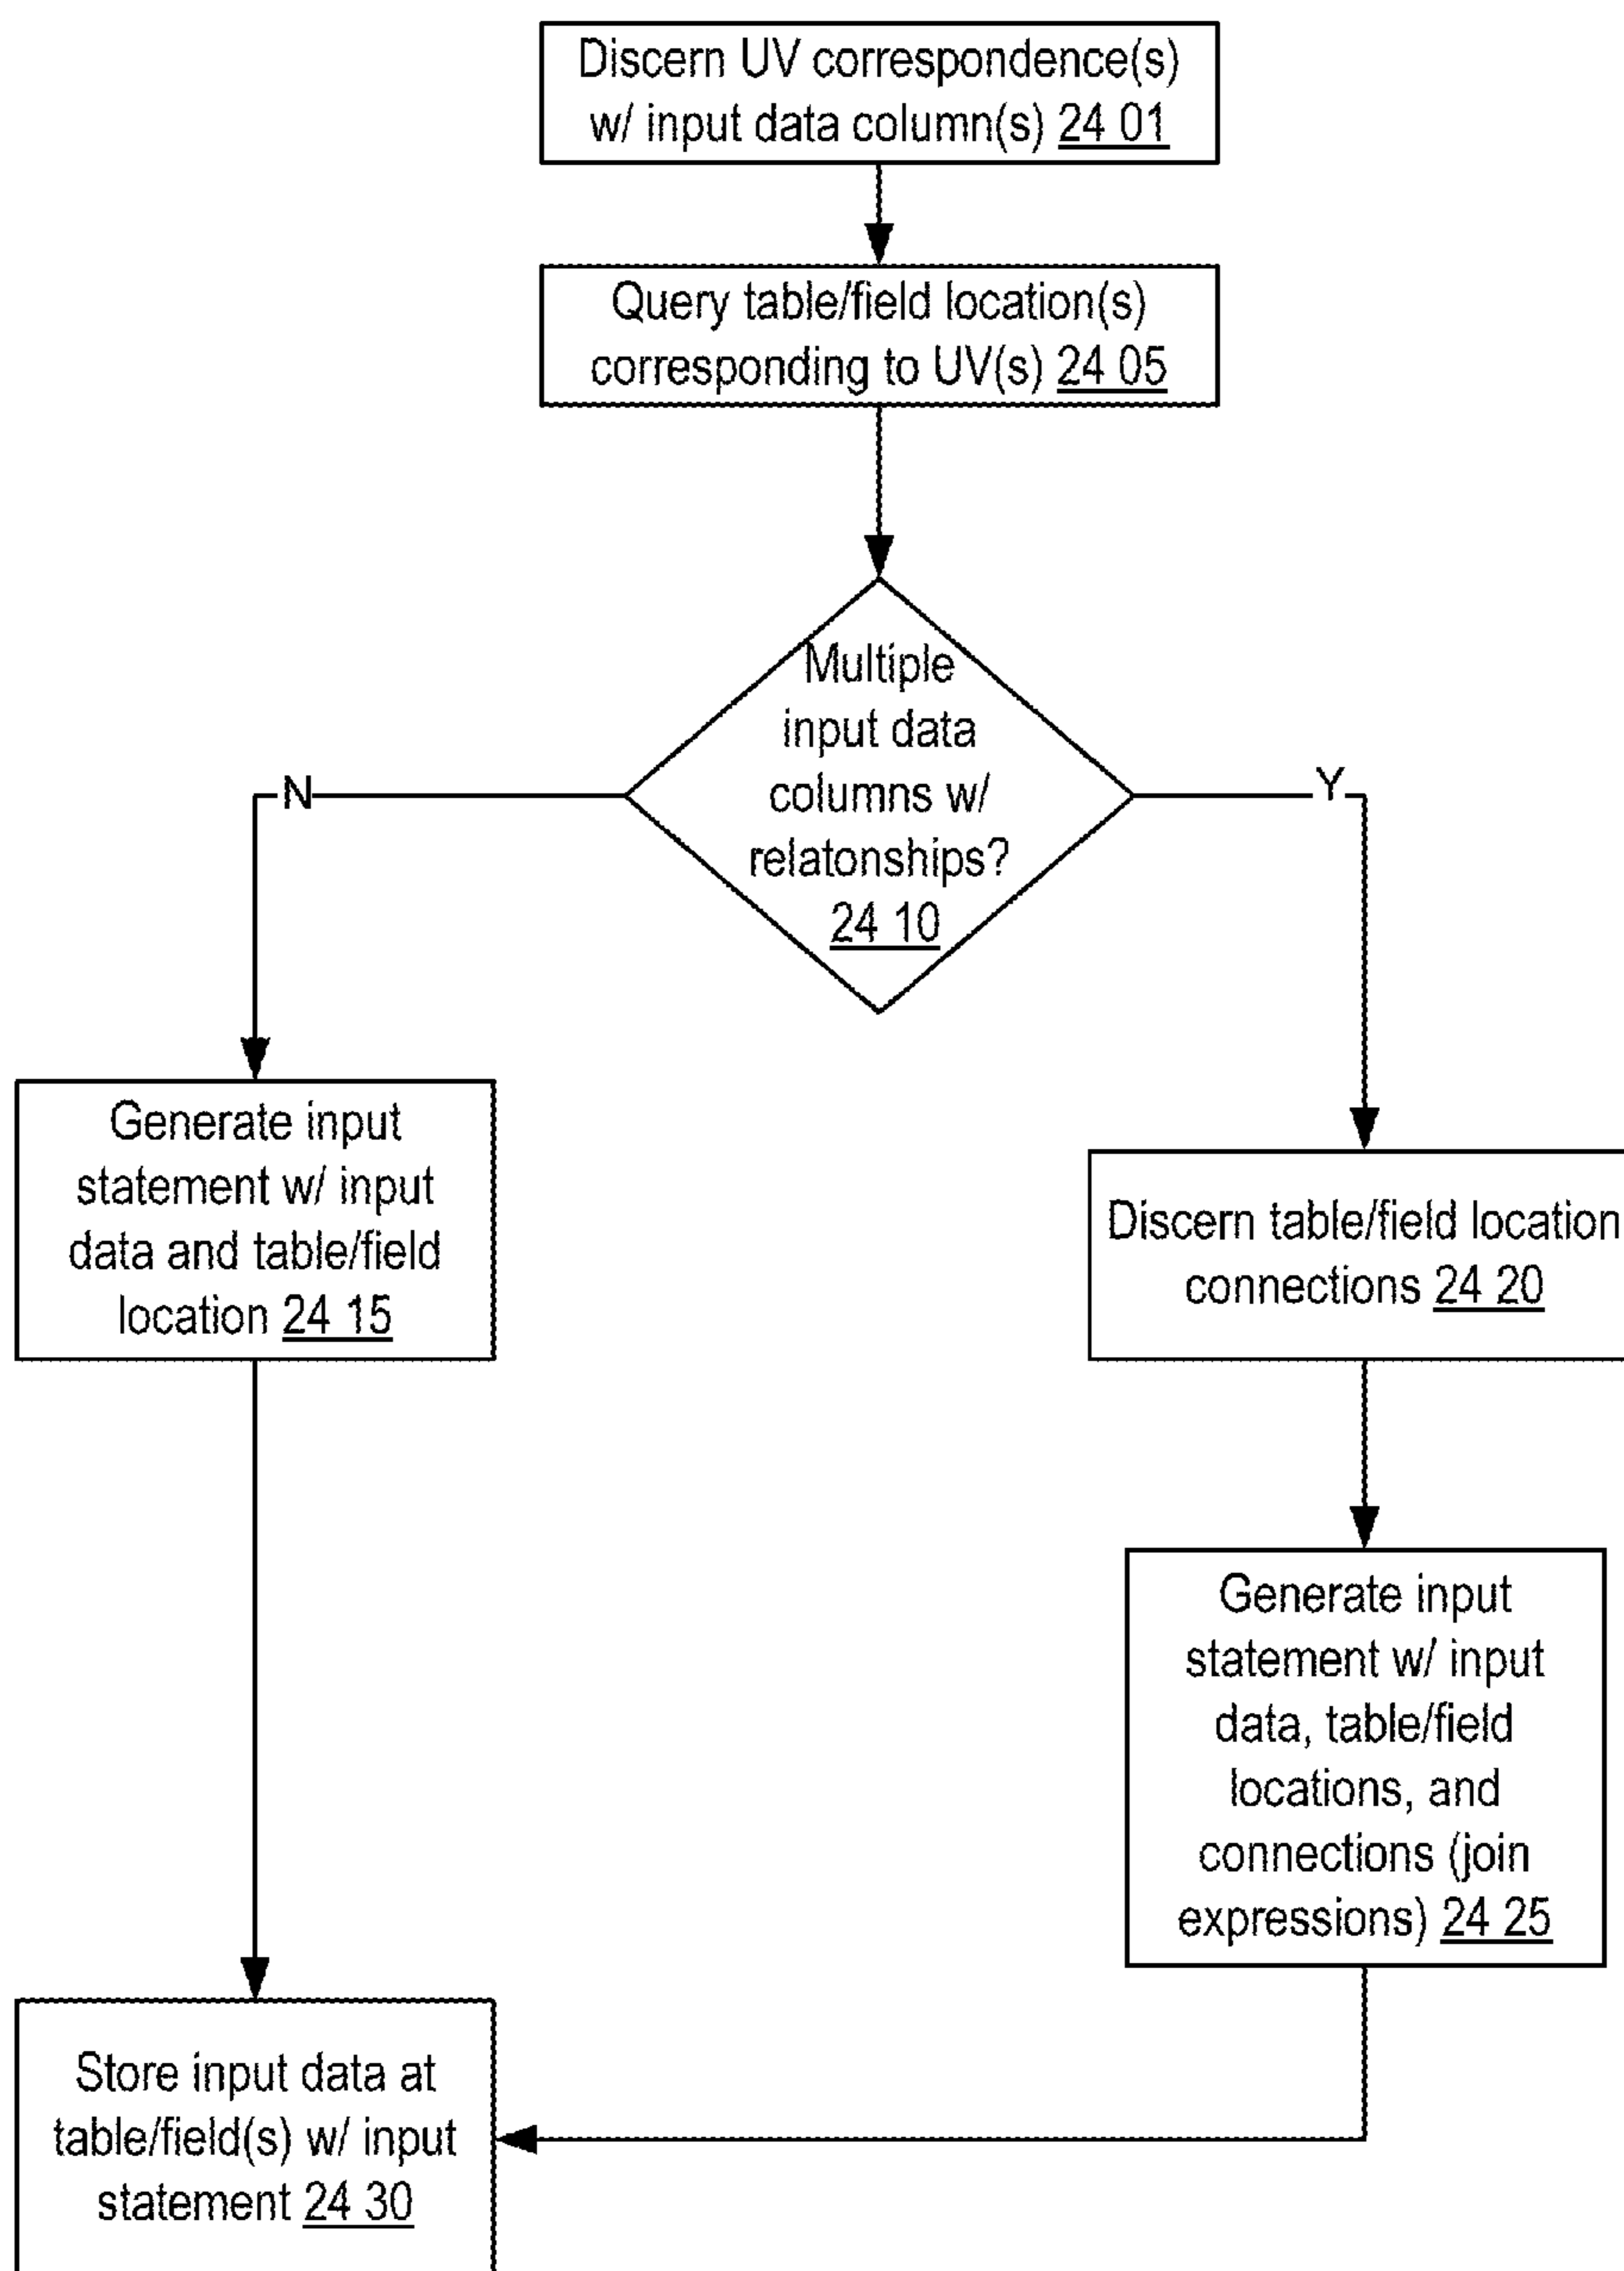 Discern UV correspondence(s)
w/ input data column(s) 24 01
Query table/field location(s)
corresponding to UV(s) 24 05
Multiple
input data
columns w/
relatonships?
24 10
N
Y
Generate input
statement w/ input
data and table/field
location 24 15
Discern table/field location
connections 24 20
Generate input
statement w/ input
data, table/field
locations, and
connections (join
expressions) 24 25
Store input data at
table/field(s) w/ input
statement 24 30